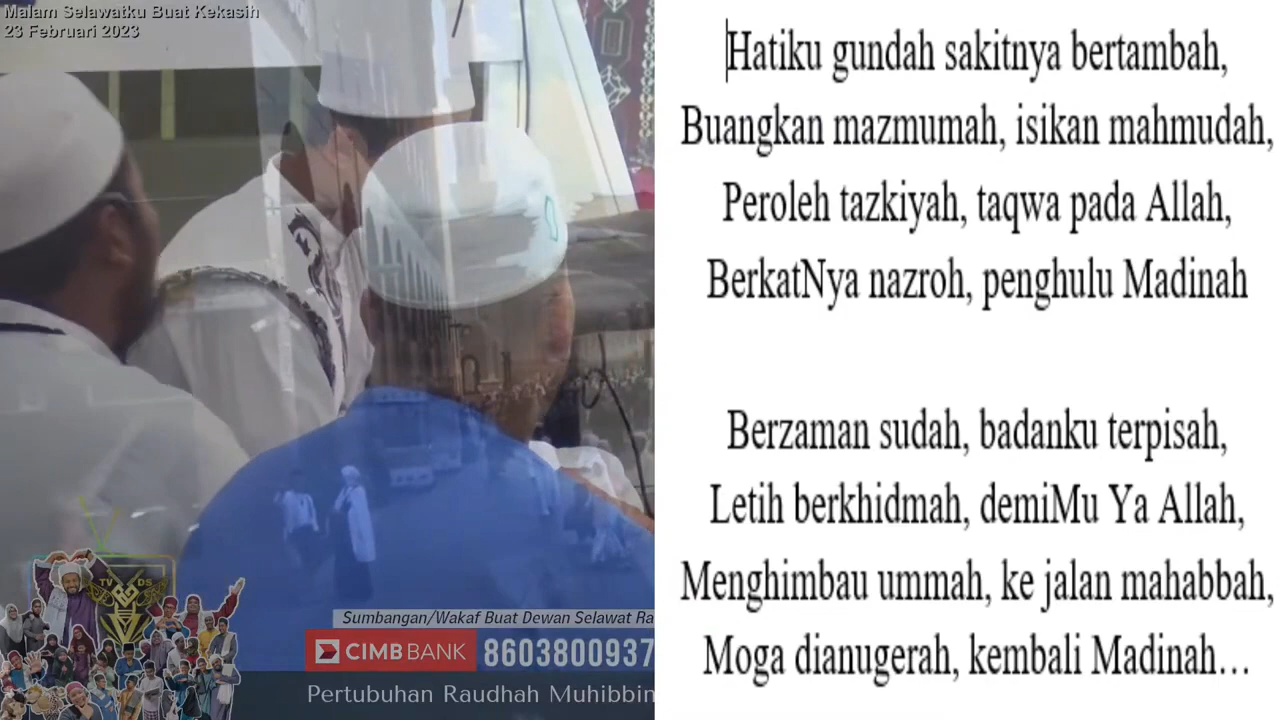 Malam Selawatku Buat Kekasih
23 Februari 2023
Hatiku gundah sakitnya bertambah,
Buangkan mazmumah, isikan mahmudah,
Peroleh tazkiyah, taqwa pada Allah,
BerkatNya nazroh, penghulu Madinah
Berzaman sudah, badanku terpisah,
Letih berkhidmah, demiMu Ya Allah,
Menghimbau ummah, ke jalan mahabbah,
Moga dianugerah, kembali Madinah...
TV DS
Sumbangan/Wakaf Buat Dewan Selawat Ra
CIMB BANK 8603800937
Pertubuhan Raudhah Muhibbin